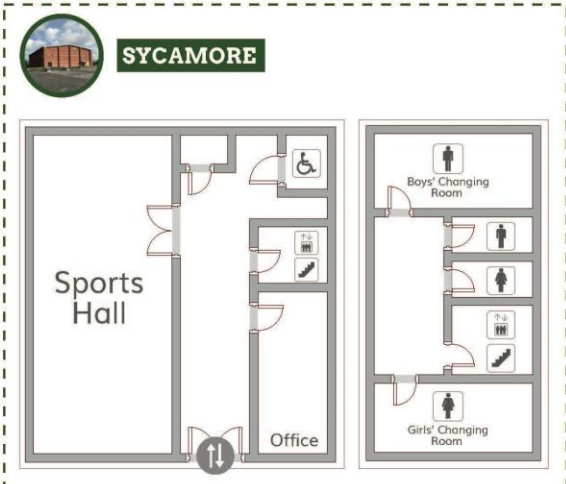 SYCAMORE
Boys' Changing
Room
Sports
Hall
Office
Girls' Changing
Room